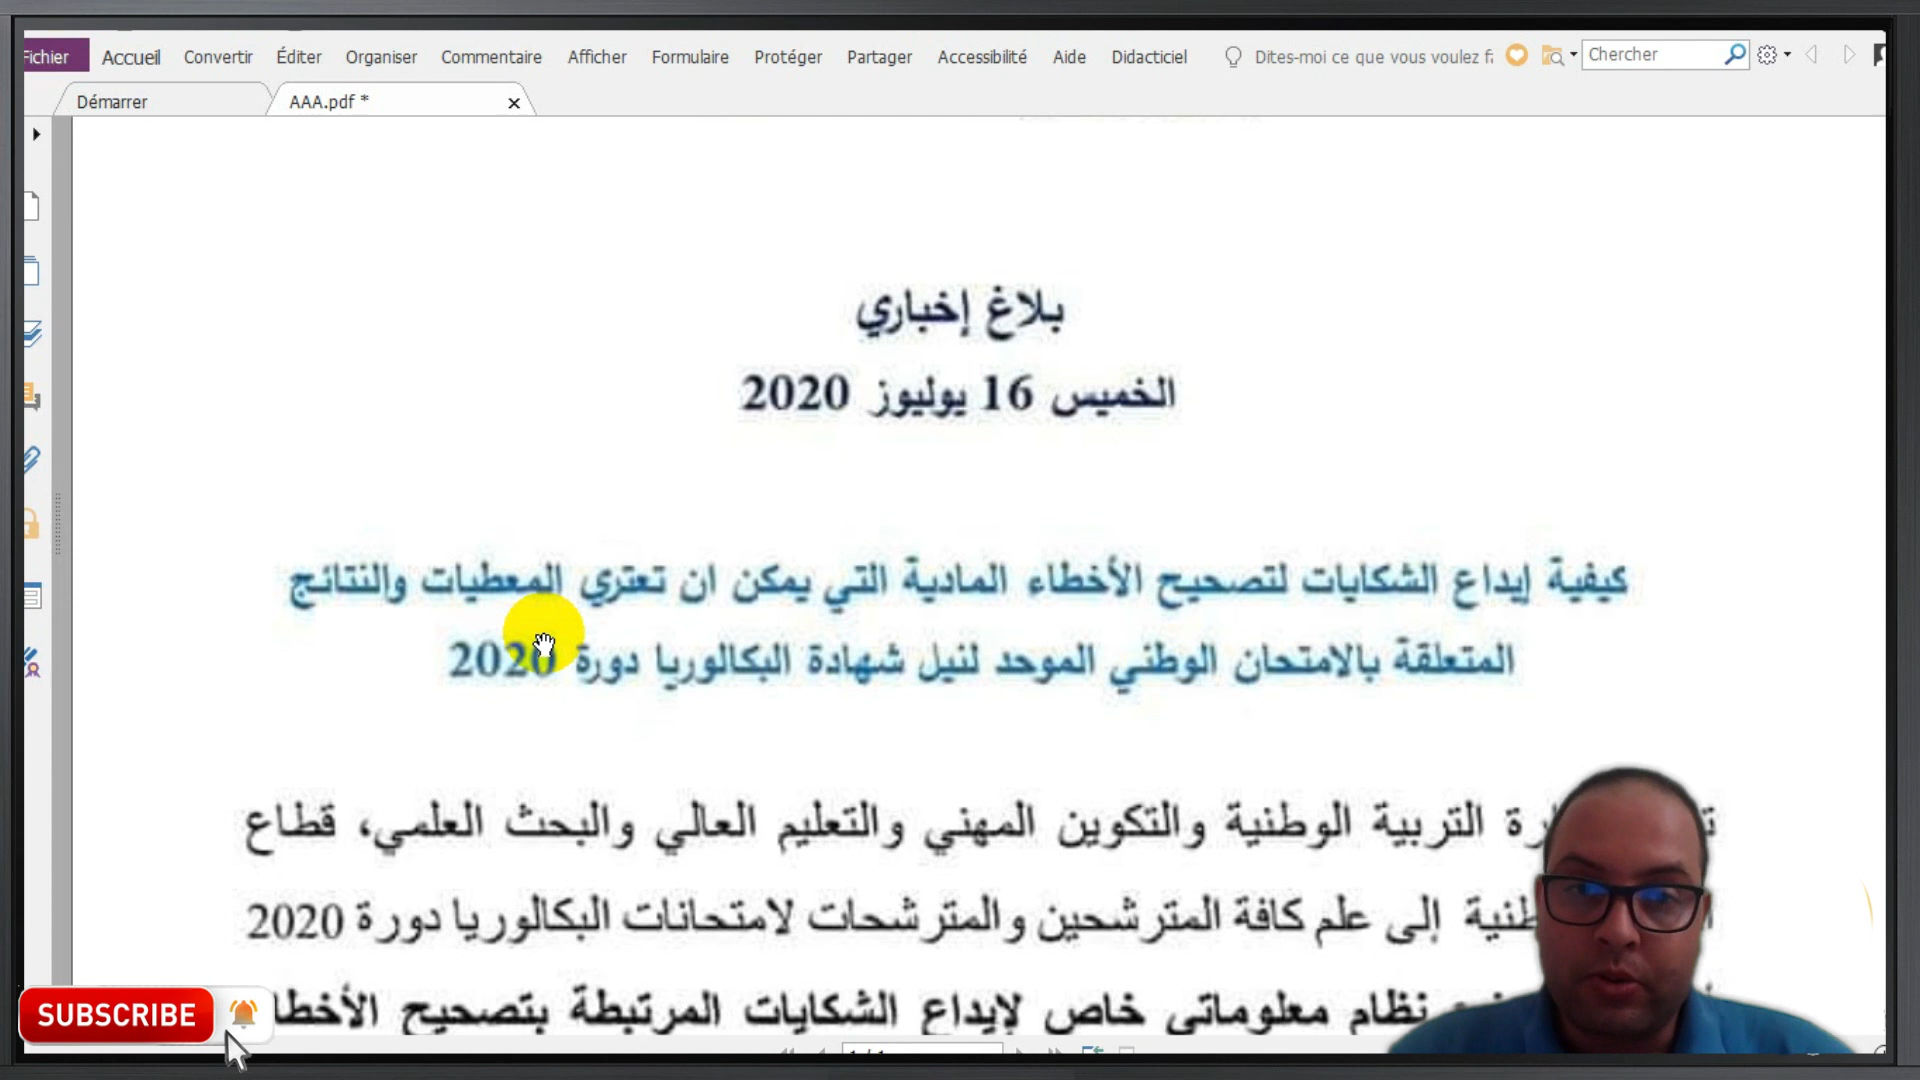 Fichier Accueil Convertir Éditer Organiser Commentaire Afficher Formulaire Protéger Partager Accessibilité Aide Didacticiel Dites-moi ce que vous voulez Chercher
Démarrer AAA.pdf *
بلاغ إخباري
الخميس 16 يوليوز 2020
كيفية إيداع الشكايات لتصحيح الأخطاء المادية التي يمكن ان تعتري المعطيات والنتائج
المتعلقة بالامتحان الوطني الموحد لنيل شهادة البكالوريا دورة 2020
التربية الوطنية والتكوين المهني والتعليم العالي والبحث العلمي، قطاع
إلى علم كافة المترشحين والمترشحات لامتحانات البكالوريا دورة 2020
نظام معلوماتي خاص لإيداع الشكايات المرتبطة بتصحيح
SUBSCRIBE